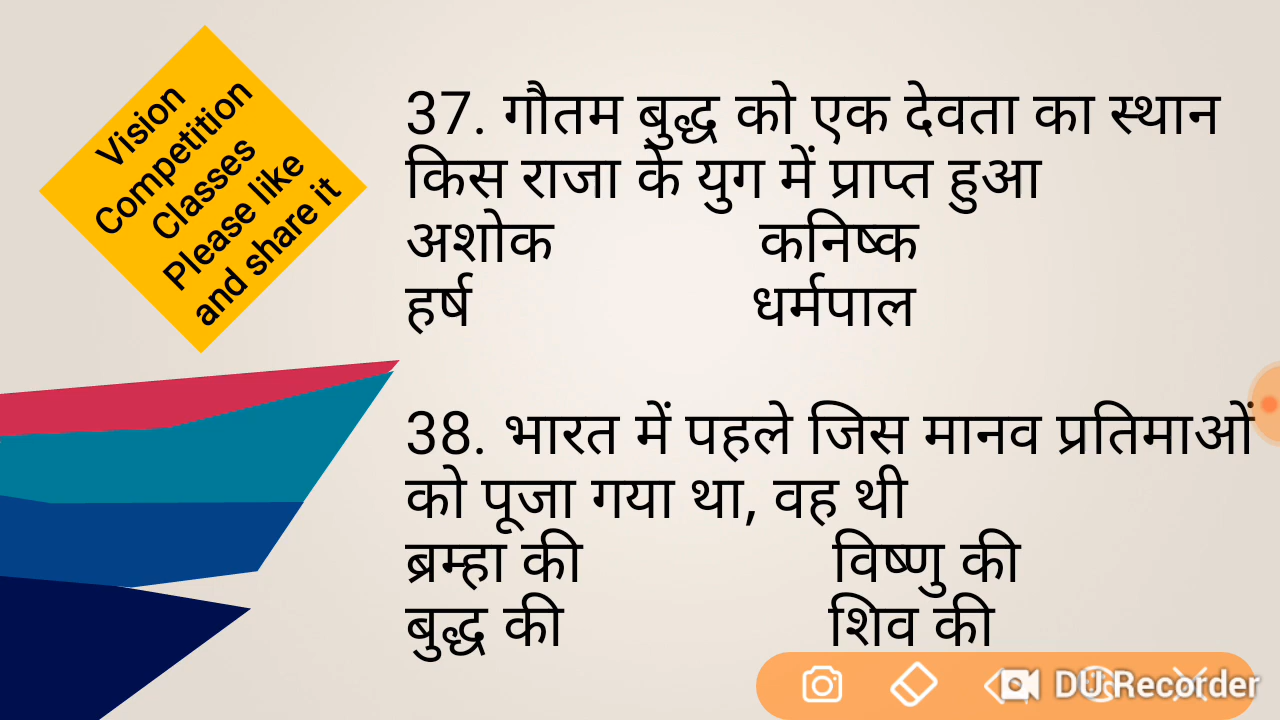 Vision
Competition
Classes
Please like
and share it
37. गौतम बुद्ध को एक देवता का स्थान
किस राजा के युग में प्राप्त हुआ
अशोक कनिष्क
हर्ष धर्मपाल
38. भारत में पहले जिस मानव प्रतिमाओं
को पूजा गया था, वह थी
ब्रम्हा की विष्णु की
बुद्ध की शिव की
DU Recorder